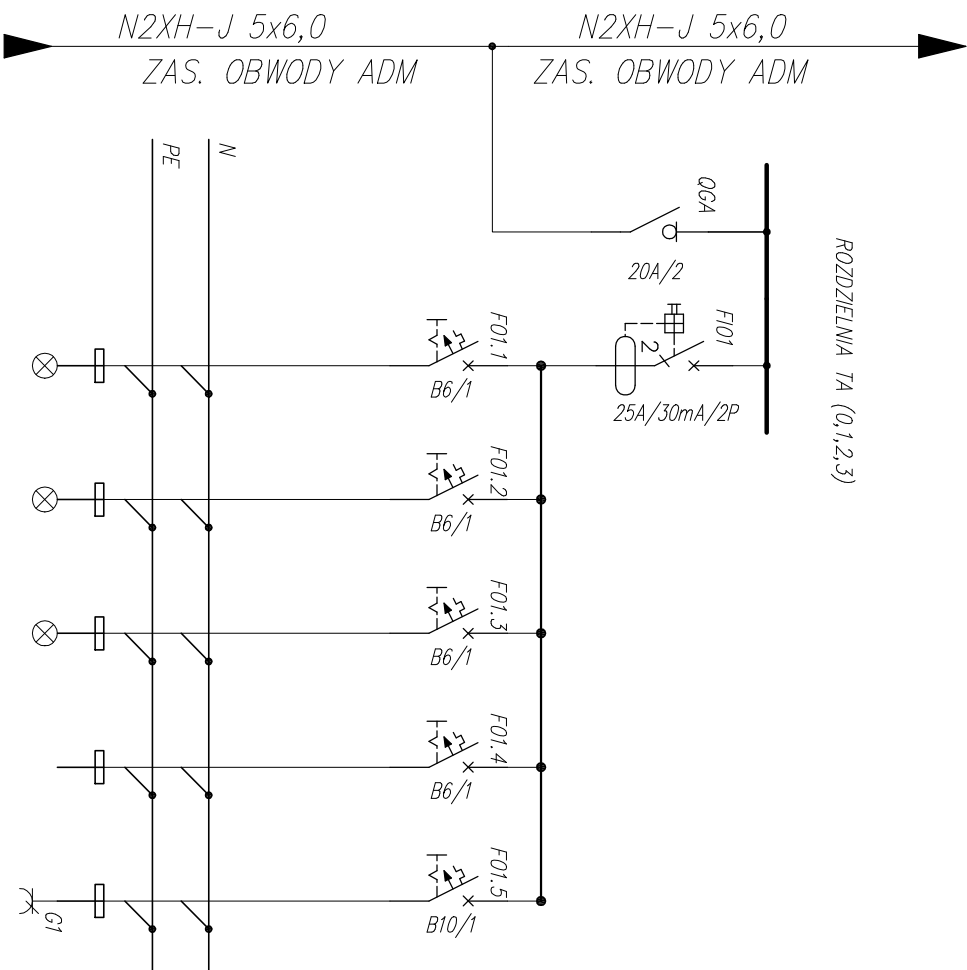 N2XH-J 5x6,0
N2XH-J 5x6,0
ZAS. OBWODY ADM
ZAS. OBWODY ADM
PE
N
QGA
20A/2
ROZDZIELNIA TA (0,1,2,3)
FI01
2
25A/30mA/2P
F01.1
B6/1
F01.2
B6/1
F01.3
B6/1
F01.4
B6/1
F01.5
B10/1
G1